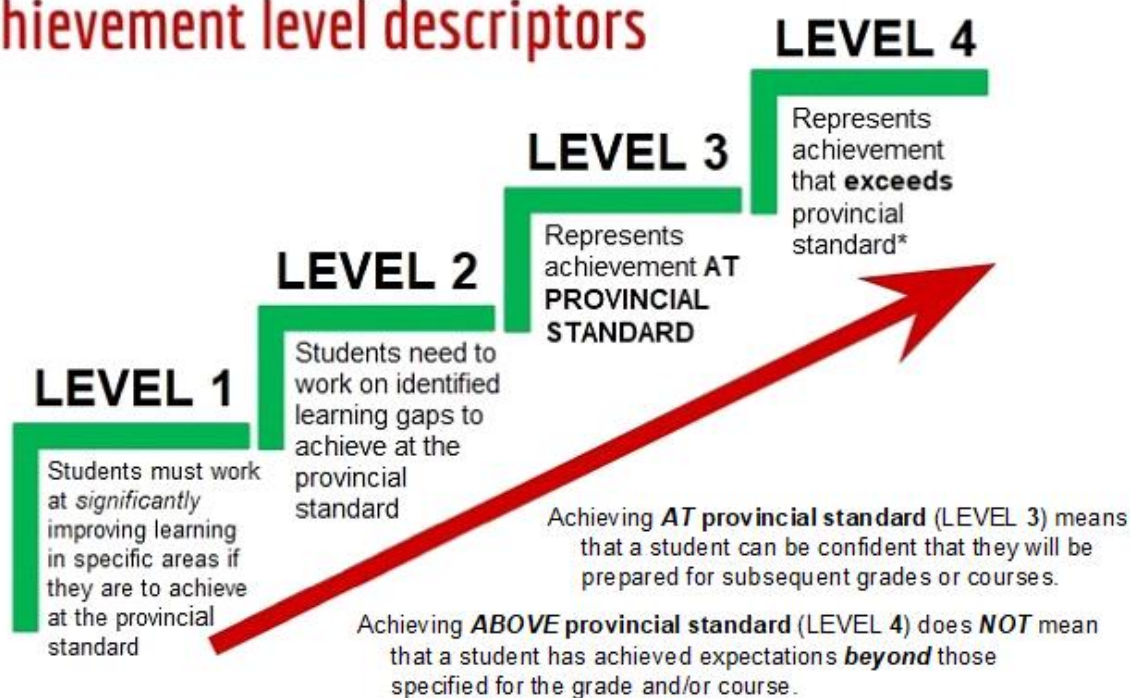 hievement level descriptors
LEVEL 4
Represents
achievement
that exceeds
provincial
standard*
LEVEL 3
Represents
achievement AT
PROVINCIAL
STANDARD
LEVEL 2
Students need to
work on identified
learning gaps to
achieve at the
provincial
standard
LEVEL 1
Students must work
at significantly
improving learning
in specific areas if
they are to achieve
at the provincial
standard
Achieving AT provincial standard (LEVEL 3) means
that a student can be confident that they will be
prepared for subsequent grades or courses.
Achieving ABOVE provincial standard (LEVEL 4) does NOT mean
that a student has achieved expectations beyond those
specified for the grade and/or course.